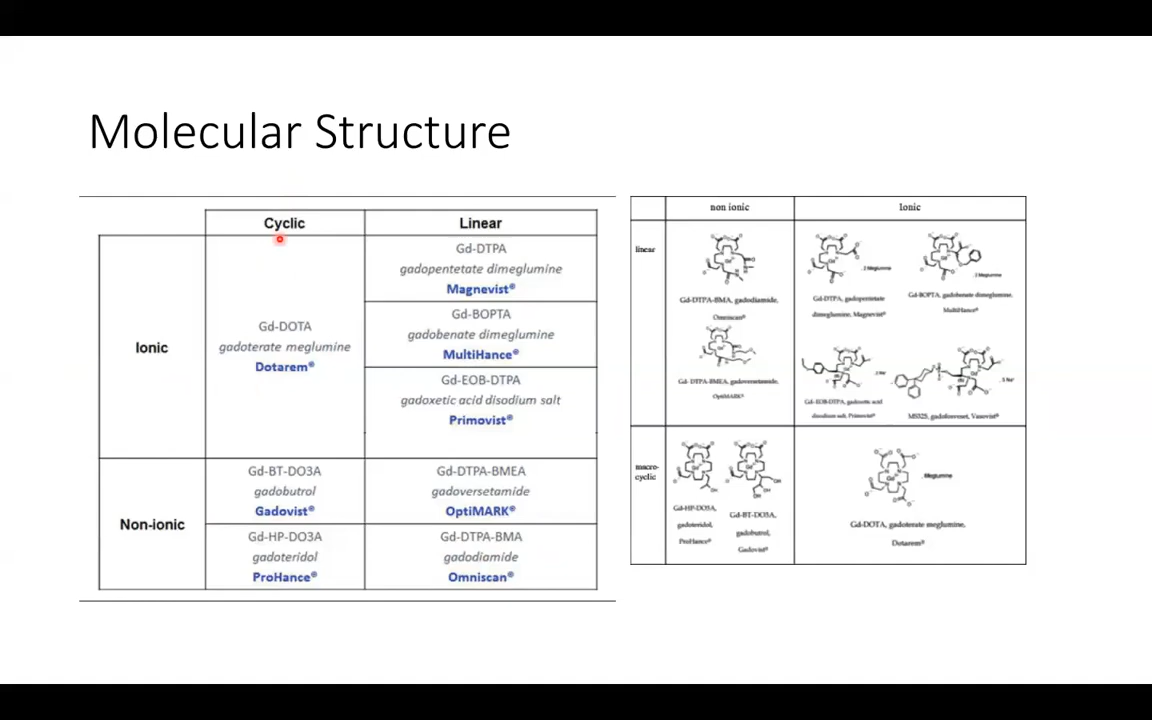 Molecular Structure
Cyclic
Linear
Ionic
Gd-DOTA
gadoterate meglumine
Dotarem®
Gd-DTPA
gadopentetate dimeglumine
Magnevist®
Gd-BOPTA
gadobenate dimeglumine
MultiHance®
Gd-EOB-DTPA
gadoxetic acid disodium salt
Primovist®
Non-ionic
Gd-BT-DO3A
gadobutrol
Gadovist®
Gd-DTPA-BMEA
gadoversetamide
OptiMARK®
Gd-HP-DO3A
gadoteridol
ProHance®
Gd-DTPA-BMA
gadodiamide
Omniscan®
non ionic
Ionic
linear
Gd-DTPA-BMA, gadodiamide,
Omniscan®
Gd- DTPA-BMEA, gadoversetamide,
OptiMARK®
Gd-DTPA, gadopentetate
dimeglumine, Magnevist®
Gd-BOPTA, gadobenate dimeglumine,
MultiHance®
Gd- EOB-DTPA, gadoxetic acid
disodium salt, Primovist®
MS325, gadofosveset, Vasovist®
macro-
cyclic
Gd-HP-DO3A,
gadoteridol,
ProHance®
Gd-BT-DO3A,
gadobutrol,
Gadovist®
Meglumine
Gd-DOTA, gadoterate meglumine,
Dotarem®